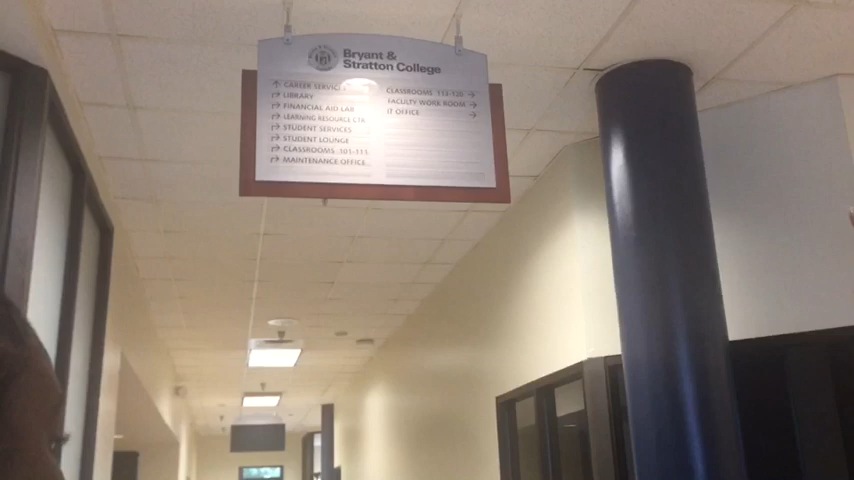 Bryant &
Stratton College
↑ CAREER SERVICES
↱ LIBRARY
↱ FINANCIAL AID LAB
↱ LEARNING RESOURCE CTR
↱ STUDENT SERVICES
↱ STUDENT LOUNGE
↱ CLASSROOMS 101-111
↱ MAINTENANCE OFFICE
CLASSROOMS 112-120 →
FACULTY WORK ROOM →
IT OFFICE →